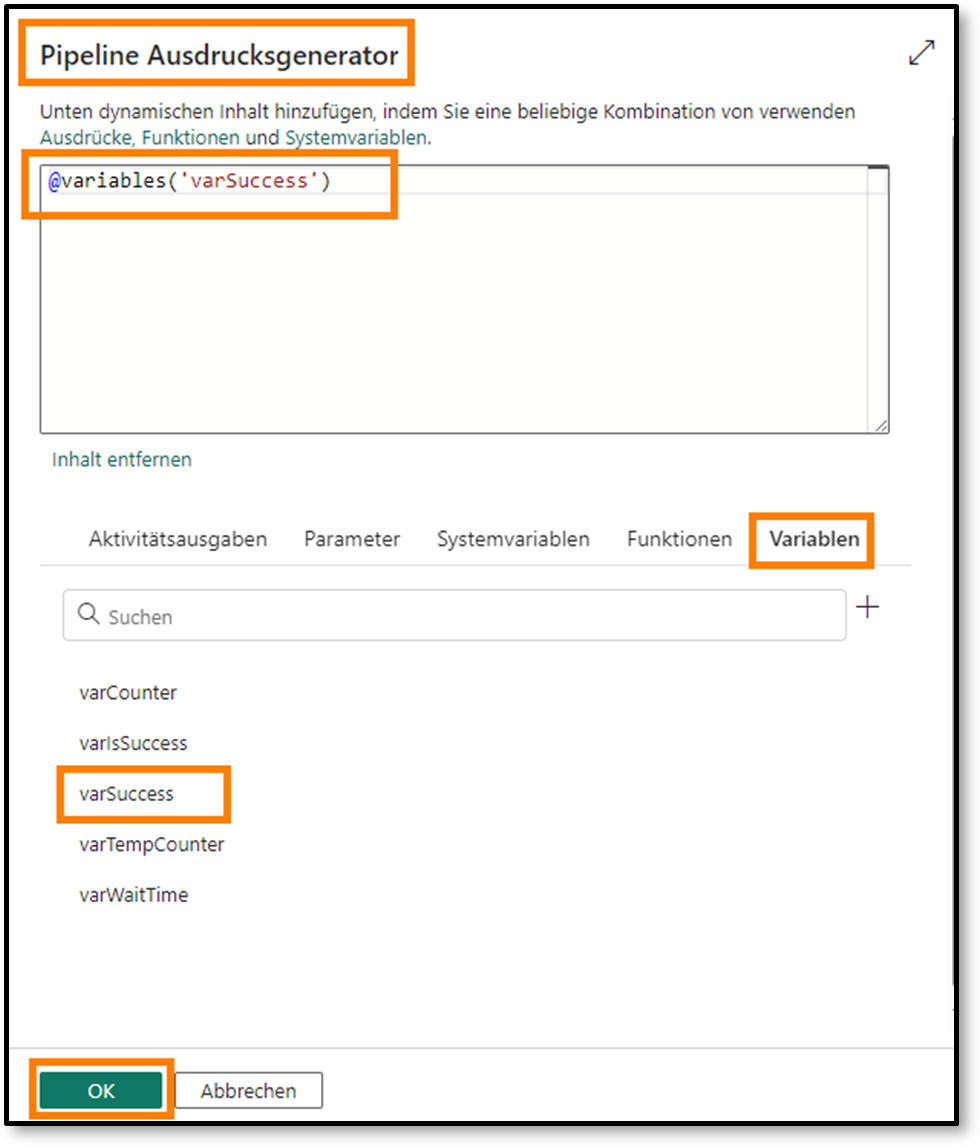 Pipeline Ausdrucksgenerator
Unten dynamischen Inhalt hinzufügen, indem Sie eine beliebige Kombination von verwenden
Ausdrücke, Funktionen und Systemvariablen.
@variables('varSuccess')
Inhalt entfernen
Aktivitätsausgaben Parameter Systemvariablen Funktionen Variablen
Suchen
varCounter
varIsSuccess
varSuccess
varTempCounter
varWaitTime
OK Abbrechen